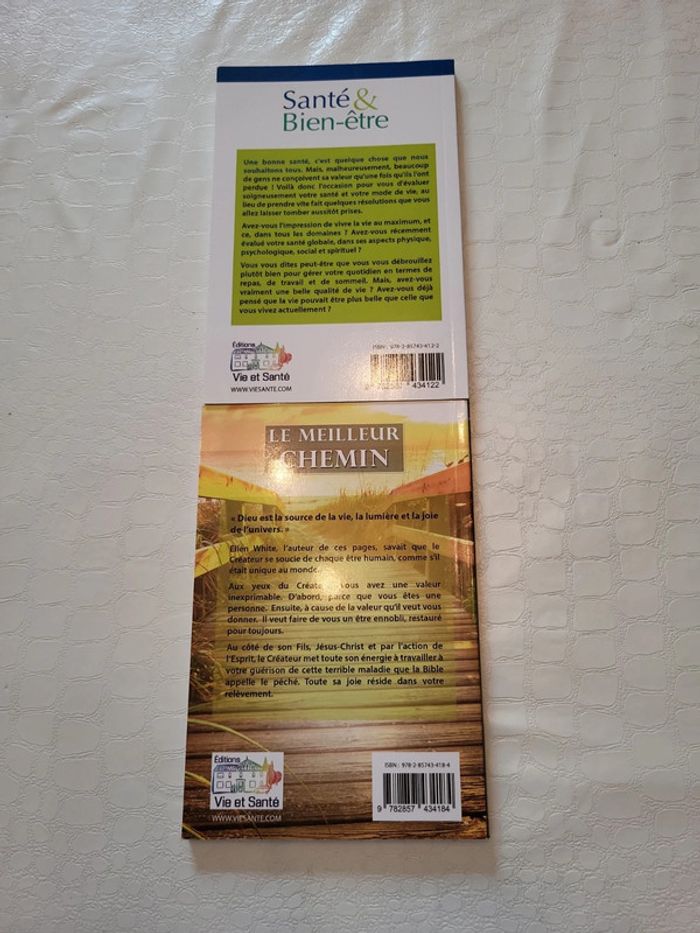 Santé &
Bien-être
Une bonne santé, c'est quelque chose que nous
souhaitons tous. Mais, malheureusement, beaucoup
de gens ne conçoivent sa valeur qu'une fois qu'ils l'ont
perdue ! Voilà donc l'occasion pour vous d'évaluer
soigneusement votre santé et votre mode de vie, au
lieu de prendre vite fait quelques résolutions que vous
allez laisser tomber aussitôt prises.
Avez-vous l'impression de vivre la vie au maximum, et
ce, dans tous les domaines ? Avez-vous récemment
évalué votre santé globale, dans ses aspects physique,
psychologique, social et spirituel ?
Vous vous dites peut-être que vous vous débrouillez
plutôt bien pour gérer votre quotidien en termes de
repas, de travail et de sommeil. Mais, avez-vous
vraiment une belle qualité de vie ? Avez-vous déjà
pensé que la vie pouvait être plus belle que celle que
vous vivez actuellement ?
Éditions
Vie et Santé
WWW.VIESANTE.COM
ISBN : 978-2-85743-412-2
434122
LE MEILLEUR
CHEMIN
« Dieu est la source de la vie, la lumière et la joie
de l'univers. »
Ellen White, l'auteur de ces pages, savait que le
Créateur se soucie de chaque être humain, comme s'il
était unique au monde.
Aux yeux du Créateur, vous avez une valeur
inexprimable. D'abord, parce que vous êtes une
personne. Ensuite, à cause de la valeur qu'il veut vous
donner. Il veut faire de vous un être ennobli, restauré
pour toujours.
Au côté de son Fils, Jésus-Christ et par l'action de
l'Esprit, le Créateur met toute son énergie à travailler à
votre guérison de cette terrible maladie que la Bible
appelle le péché. Toute sa joie réside dans votre
relèvement.
Éditions
Vie et Santé
WWW.VIESANTE.COM
ISBN : 978-2-85743-418-4
9 782857 434184